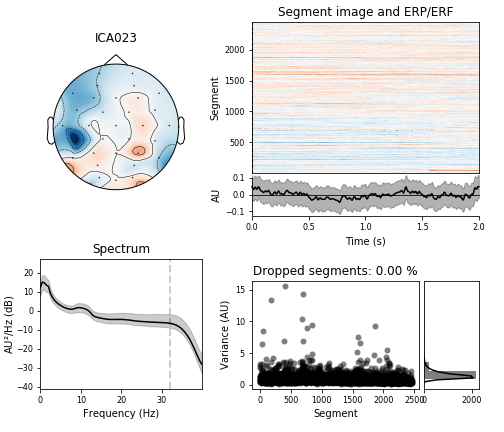 ICA023
Segment image and ERP/ERF
Segment
2000
1500
1000
500
AU
0.1
0.0
−0.1
0.0 0.5 1.0 1.5 2.0
Time (s)
Spectrum
AU²/Hz (dB)
20
10
0
−10
−20
−30
−40
0 10 20 30
Frequency (Hz)
Dropped segments: 0.00 %
Variance (AU)
15
10
5
0
0 500 1000 1500 2000 2500
Segment
0 2000